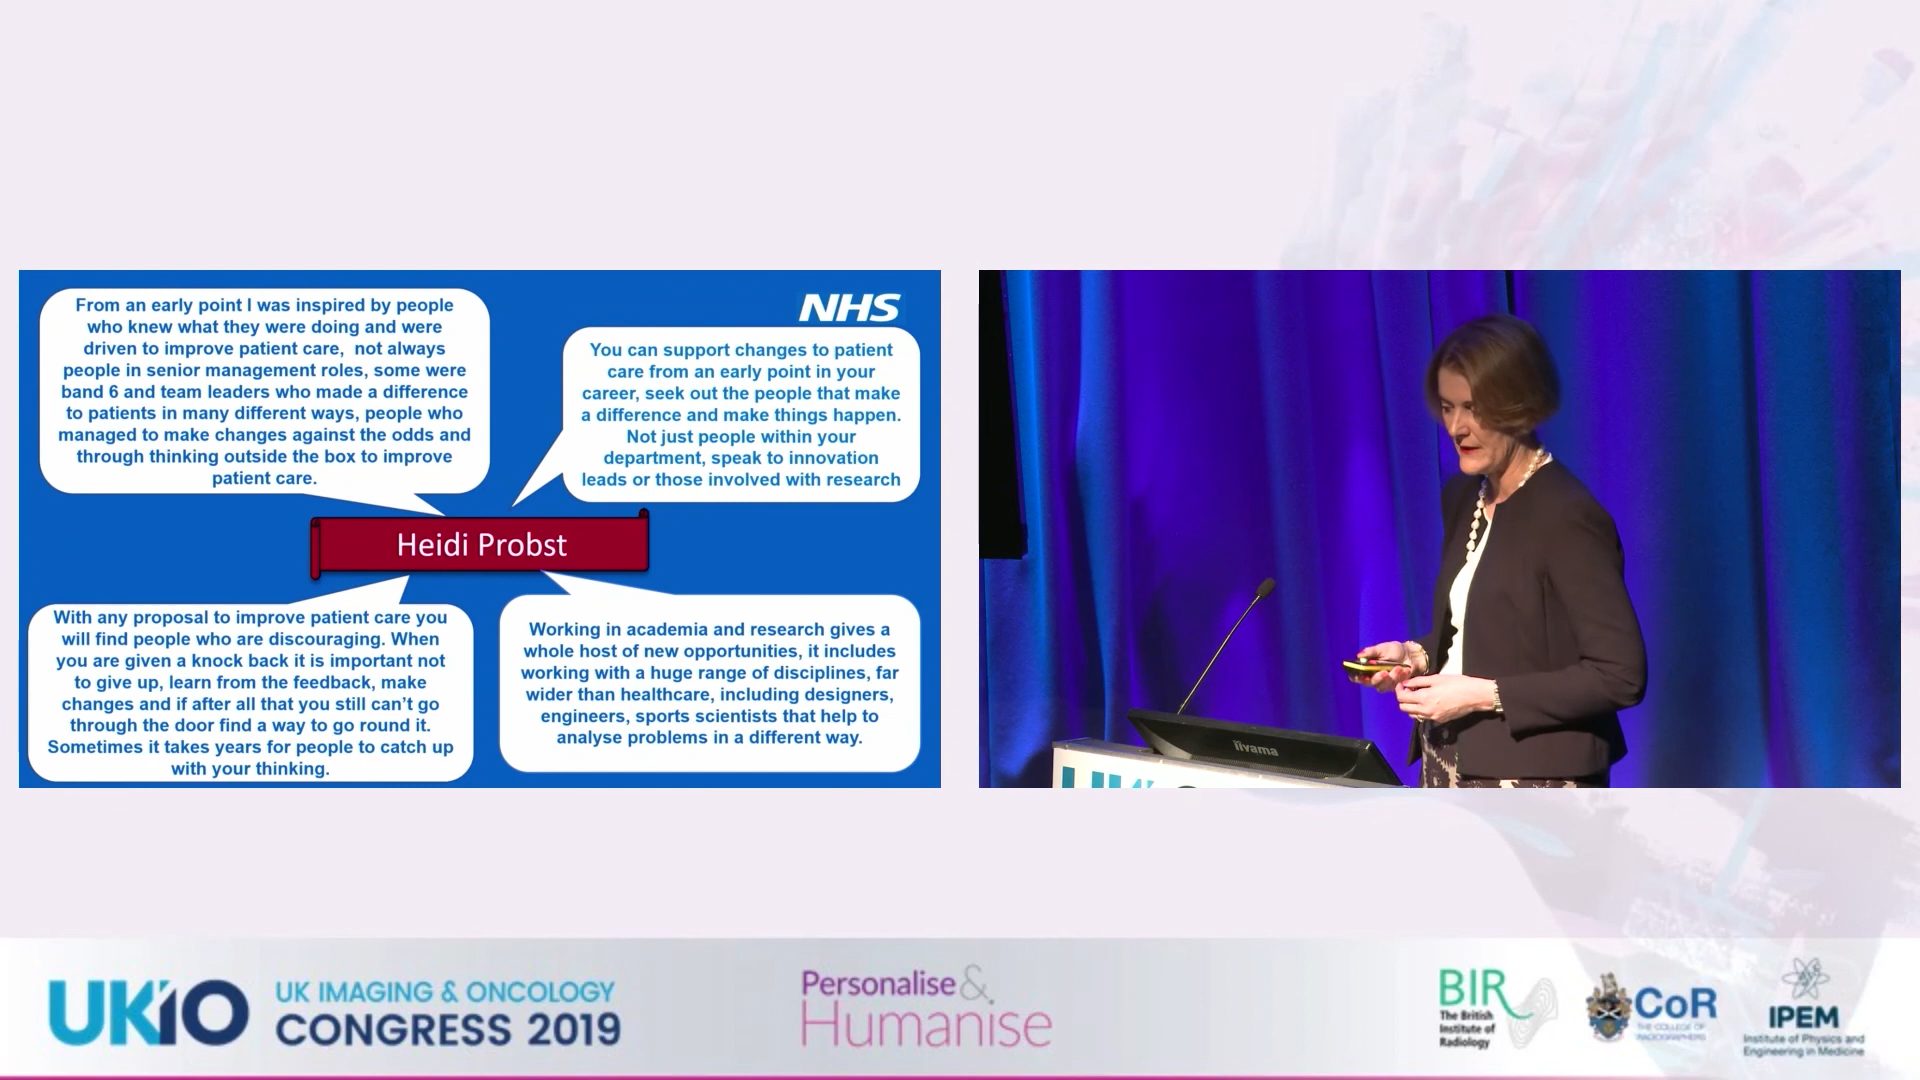 From an early point I was inspired by people
who knew what they were doing and were
driven to improve patient care, not always
people in senior management roles, some were
band 6 and team leaders who made a difference
to patients in many different ways, people who
managed to make changes against the odds and
through thinking outside the box to improve
patient care.
NHS
You can support changes to patient
care from an early point in your
career, seek out the people that make
a difference and make things happen.
Not just people within your
department, speak to innovation
leads or those involved with research
Heidi Probst
With any proposal to improve patient care you
will find people who are discouraging. When
you are given a knock back it is important not
to give up, learn from the feedback, make
changes and if after all that you still can't go
through the door find a way to go round it.
Sometimes it takes years for people to catch up
with your thinking.
Working in academia and research gives a
whole host of new opportunities, it includes
working with a huge range of disciplines, far
wider than healthcare, including designers,
engineers, sports scientists that help to
analyse problems in a different way.
iiyama
UKiO
UK IMAGING & ONCOLOGY
CONGRESS 2019
Personalise &
Humanise
BIR
The British
Institute of
Radiology
CoR
THE COLLEGE OF
RADIOGRAPHERS
IPEM
Institute of Physics and
Engineering in Medicine